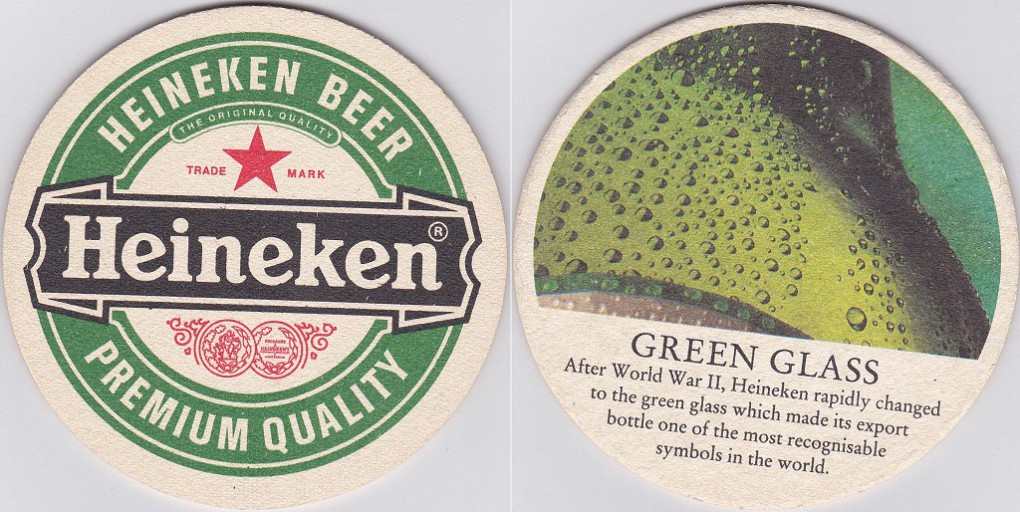 HEINEKEN BEER
THE ORIGINAL QUALITY
TRADE MARK
Heineken®
HEINEKEN'S
PREMIUM QUALITY
GREEN GLASS
After World War II, Heineken rapidly changed
to the green glass which made its export
bottle one of the most recognisable
symbols in the world.